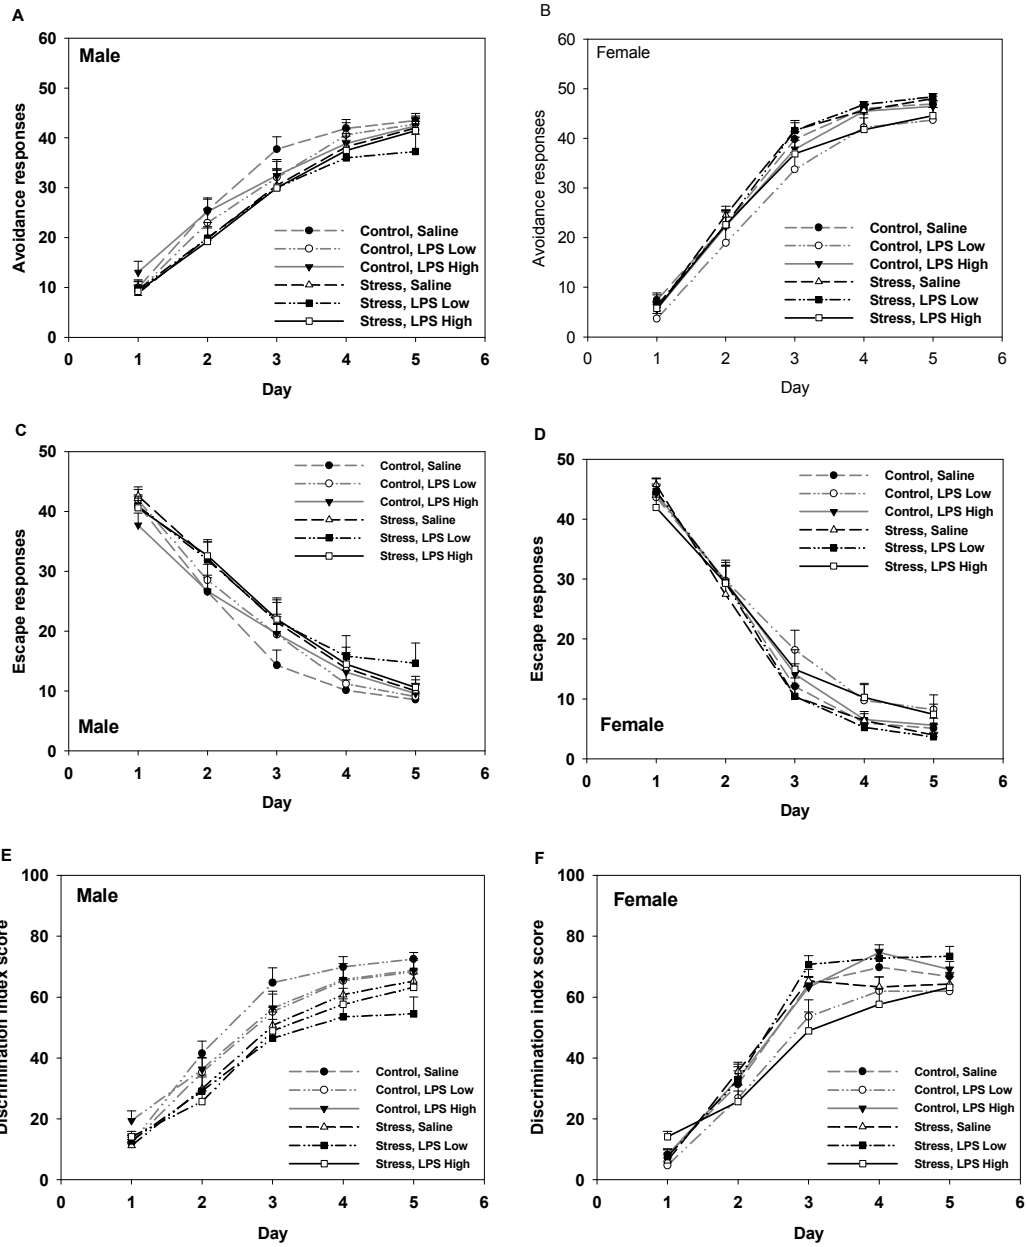 A
60
50
40
30
20
10
0
0
1
2
3
4
5
6
Avoidance responses
Day
Male
Control, Saline
Control, LPS Low
Control, LPS High
Stress, Saline
Stress, LPS Low
Stress, LPS High
B
60
50
40
30
20
10
0
0
1
2
3
4
5
6
Avoidance responses
Day
Female
Control, Saline
Control, LPS Low
Control, LPS High
Stress, Saline
Stress, LPS Low
Stress, LPS High
C
50
40
30
20
10
0
0
1
2
3
4
5
6
Escape responses
Day
Male
Control, Saline
Control, LPS Low
Control, LPS High
Stress, Saline
Stress, LPS Low
Stress, LPS High
D
50
40
30
20
10
0
0
1
2
3
4
5
6
Escape responses
Day
Female
Control, Saline
Control, LPS Low
Control, LPS High
Stress, Saline
Stress, LPS Low
Stress, LPS High
E
100
80
60
40
20
0
0
1
2
3
4
5
6
Discrimination index score
Day
Male
Control, Saline
Control, LPS Low
Control, LPS High
Stress, Saline
Stress, LPS Low
Stress, LPS High
F
100
80
60
40
20
0
0
1
2
3
4
5
6
Discrimination index score
Day
Female
Control, Saline
Control, LPS Low
Control, LPS High
Stress, Saline
Stress, LPS Low
Stress, LPS High